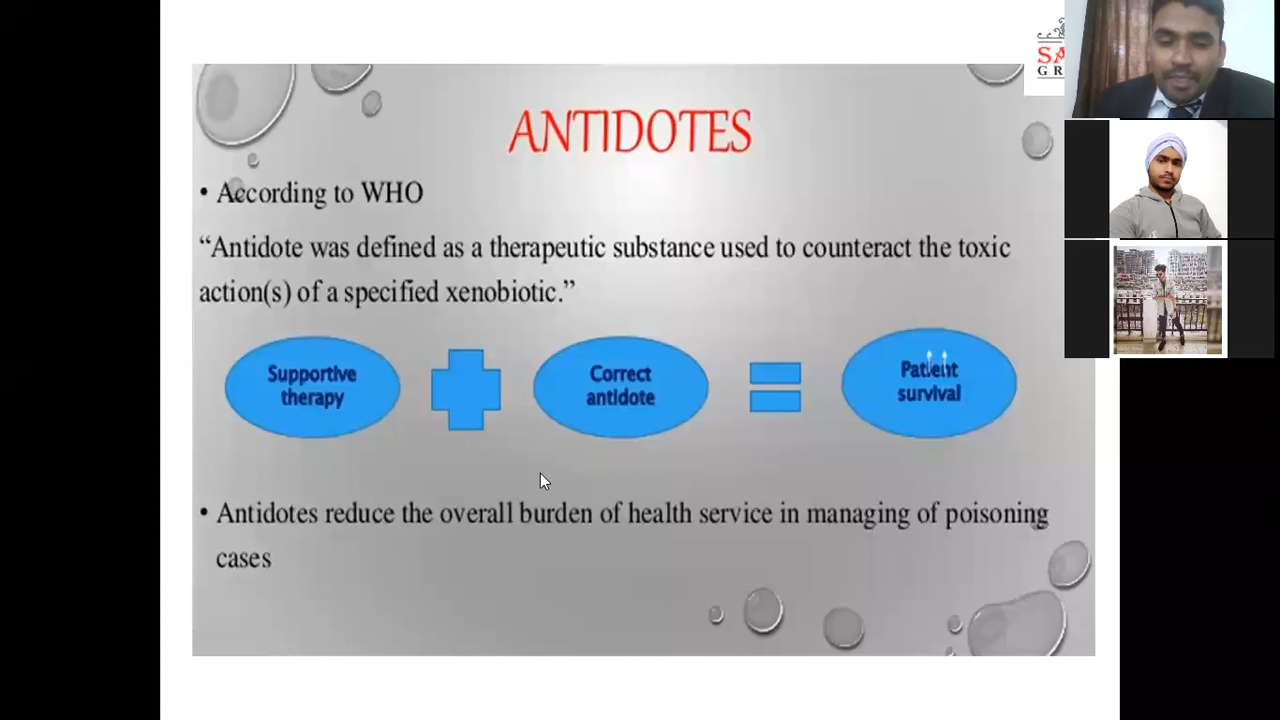 ANTIDOTES
• According to WHO
“Antidote was defined as a therapeutic substance used to counteract the toxic
action(s) of a specified xenobiotic.”
Supportive
therapy
Correct
antidote
Patient
survival
• Antidotes reduce the overall burden of health service in managing of poisoning
cases